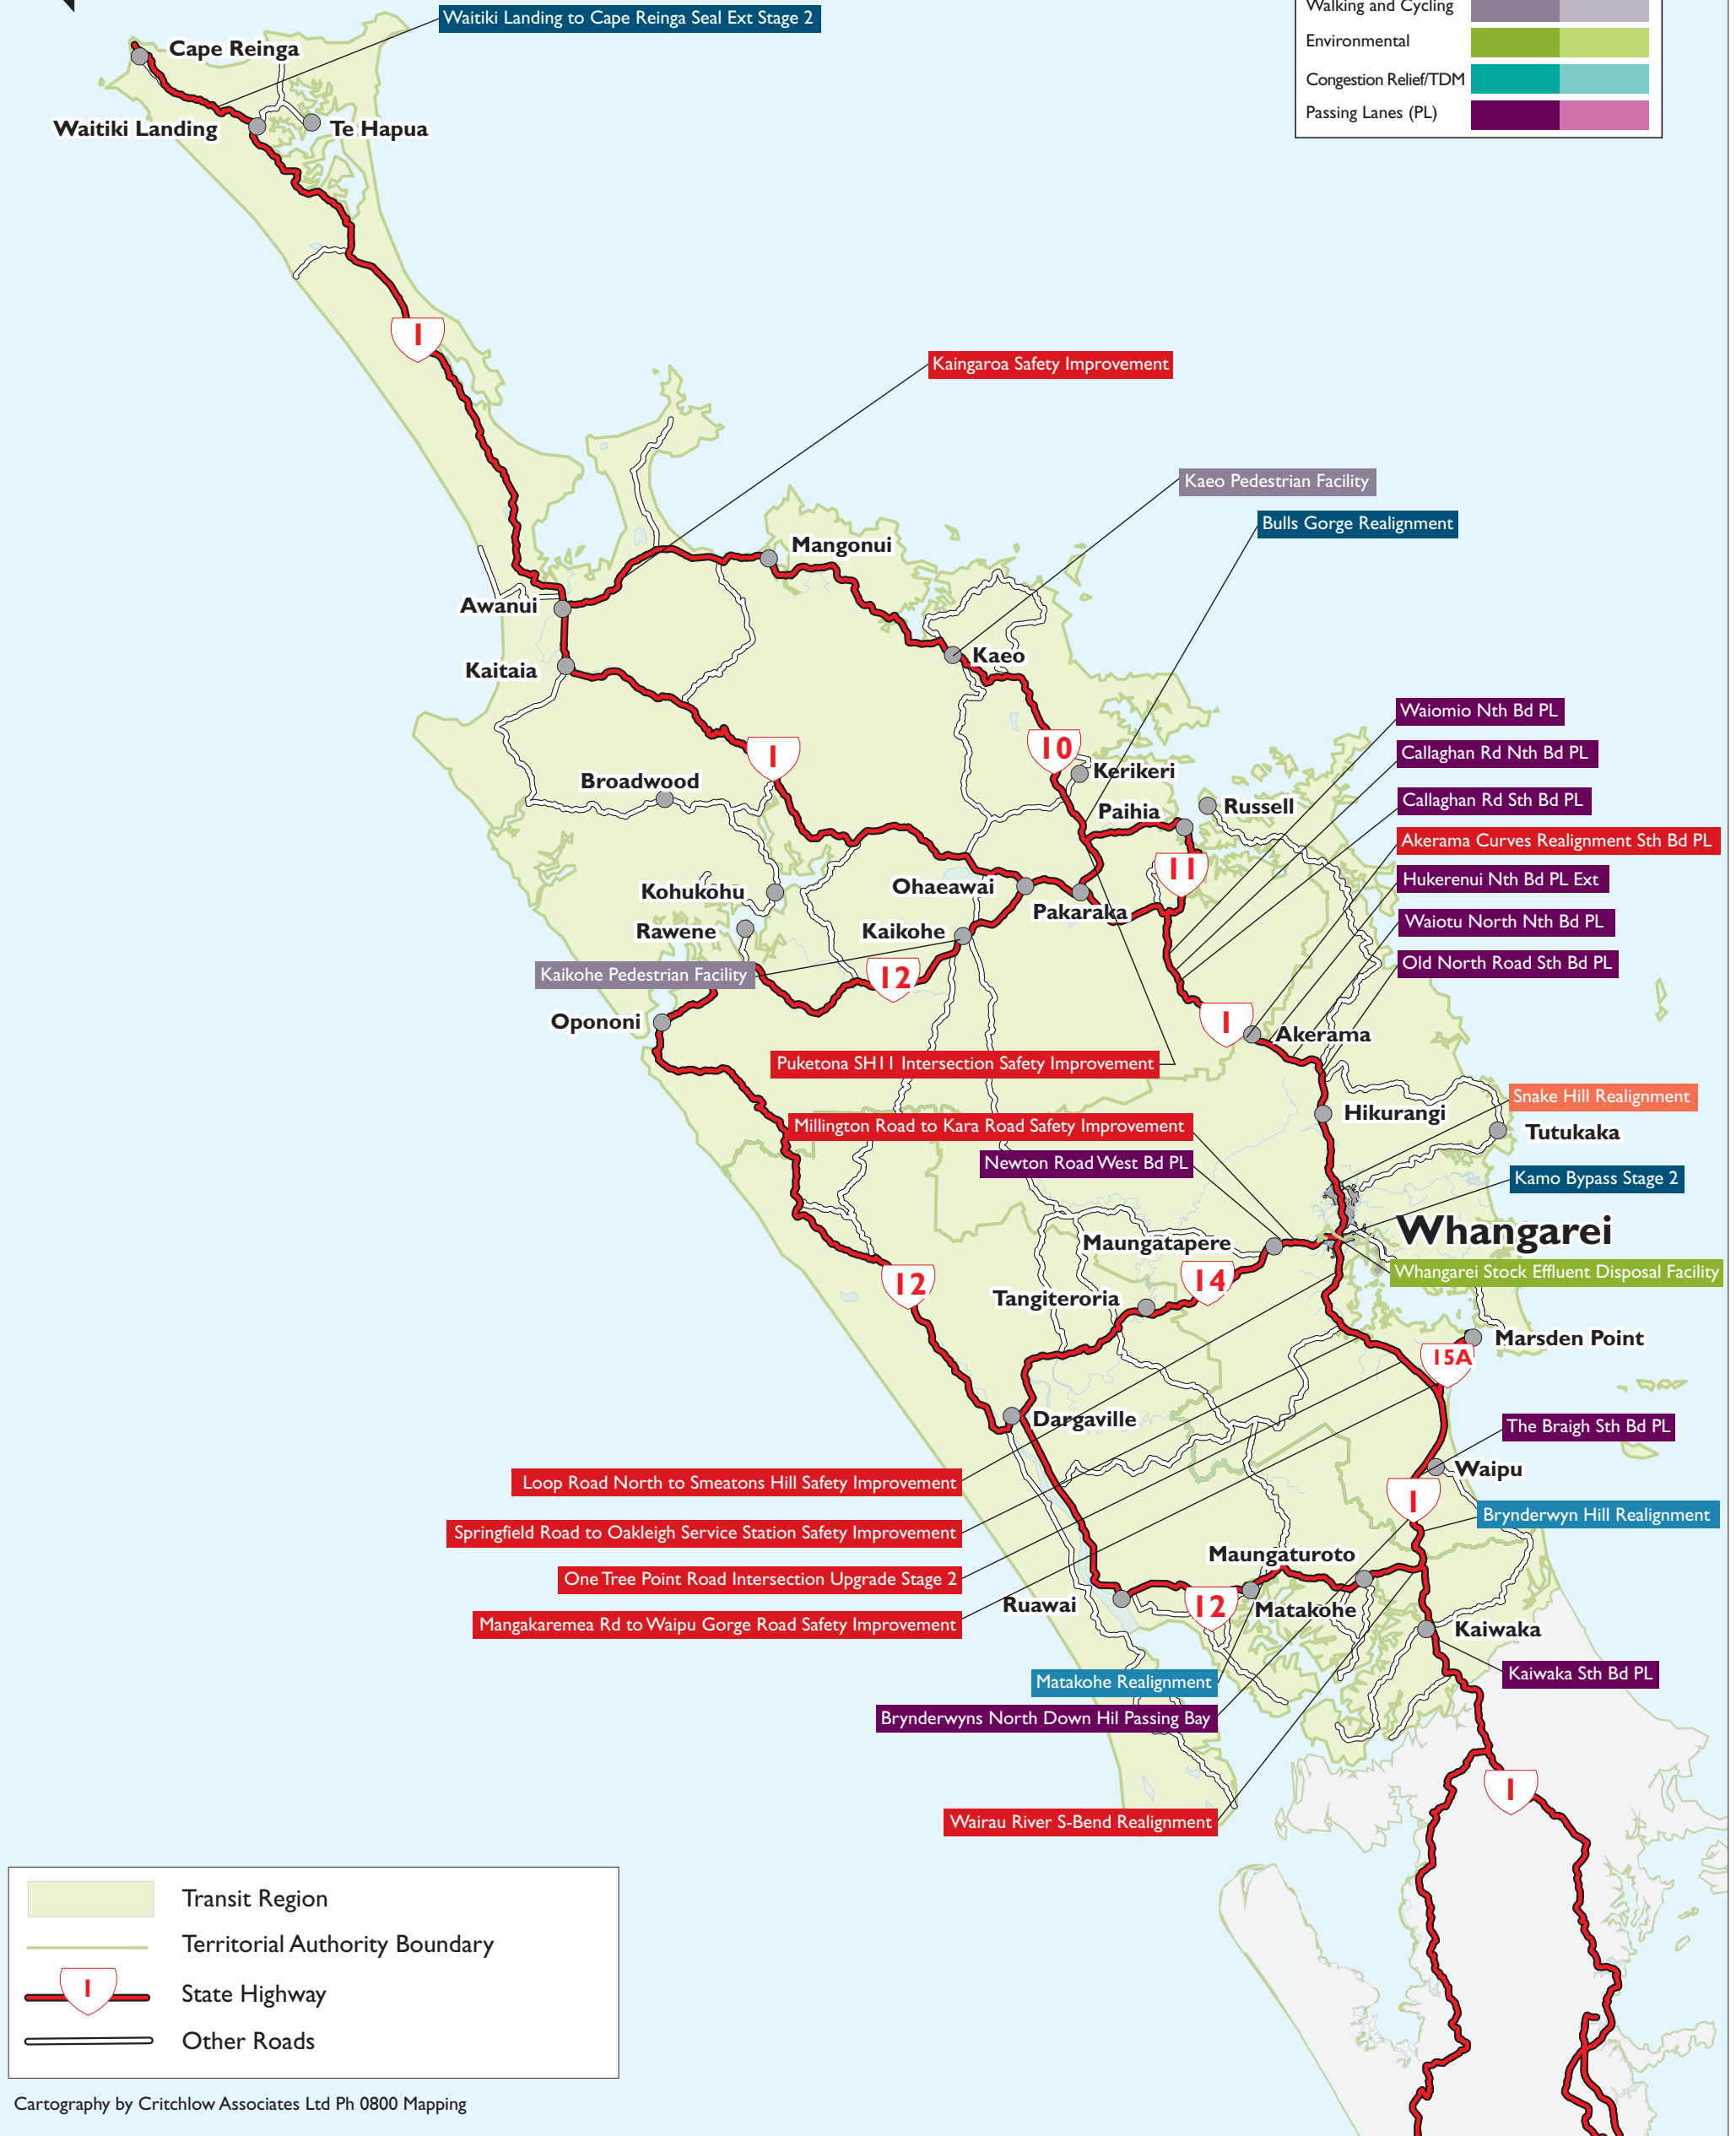 Waitiki Landing to Cape Reinga Seal Ext Stage 2
Walking and Cycling
Environmental
Congestion Relief/TDM
Passing Lanes (PL)
Cape Reinga
Waitiki Landing
Te Hapua
1
Kaingaroa Safety Improvement
Kaeo Pedestrian Facility
Bulls Gorge Realignment
Mangonui
Awanui
Kaeo
Kaitaia
Waiomio Nth Bd PL
10
1
Callaghan Rd Nth Bd PL
Kerikeri
Broadwood
Callaghan Rd Sth Bd PL
Paihia
Russell
Akerama Curves Realignment Sth Bd PL
11
Hukerenui Nth Bd PL Ext
Ohaeawai
Kohukohu
Pakaraka
Waiotu North Nth Bd PL
Rawene
Kaikohe
Old North Road Sth Bd PL
Kaikohe Pedestrian Facility
12
Opononi
1
Akerama
Puketona SH11 Intersection Safety Improvement
Snake Hill Realignment
Hikurangi
Millington Road to Kara Road Safety Improvement
Tutukaka
Newton Road West Bd PL
Kamo Bypass Stage 2
Whangarei
Maungatapere
Whangarei Stock Effluent Disposal Facility
12
14
Tangiteroria
Marsden Point
15A
Dargaville
The Braigh Sth Bd PL
Waipu
Loop Road North to Smeatons Hill Safety Improvement
1
Brynderwyn Hill Realignment
Springfield Road to Oakleigh Service Station Safety Improvement
Maungaturoto
One Tree Point Road Intersection Upgrade Stage 2
Ruawai
12
Matakohe
Mangakaremea Rd to Waipu Gorge Road Safety Improvement
Kaiwaka
Kaiwaka Sth Bd PL
Matakohe Realignment
Brynderwyns North Down Hil Passing Bay
1
Wairau River S-Bend Realignment
Transit Region
Territorial Authority Boundary
1
State Highway
Other Roads
Cartography by Critchlow Associates Ltd Ph 0800 Mapping